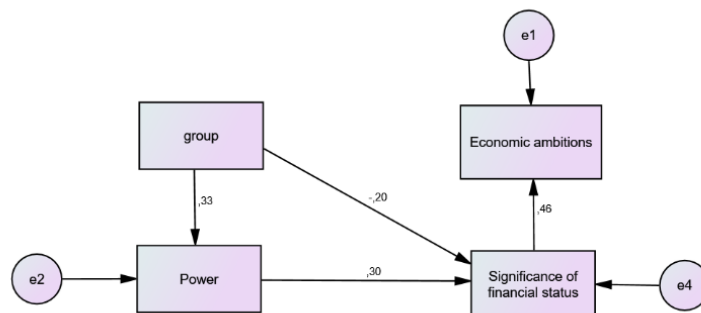 e1
group
Economic ambitions
,33
-,20
,46
e2
Power
,30
Significance of
financial status
e4